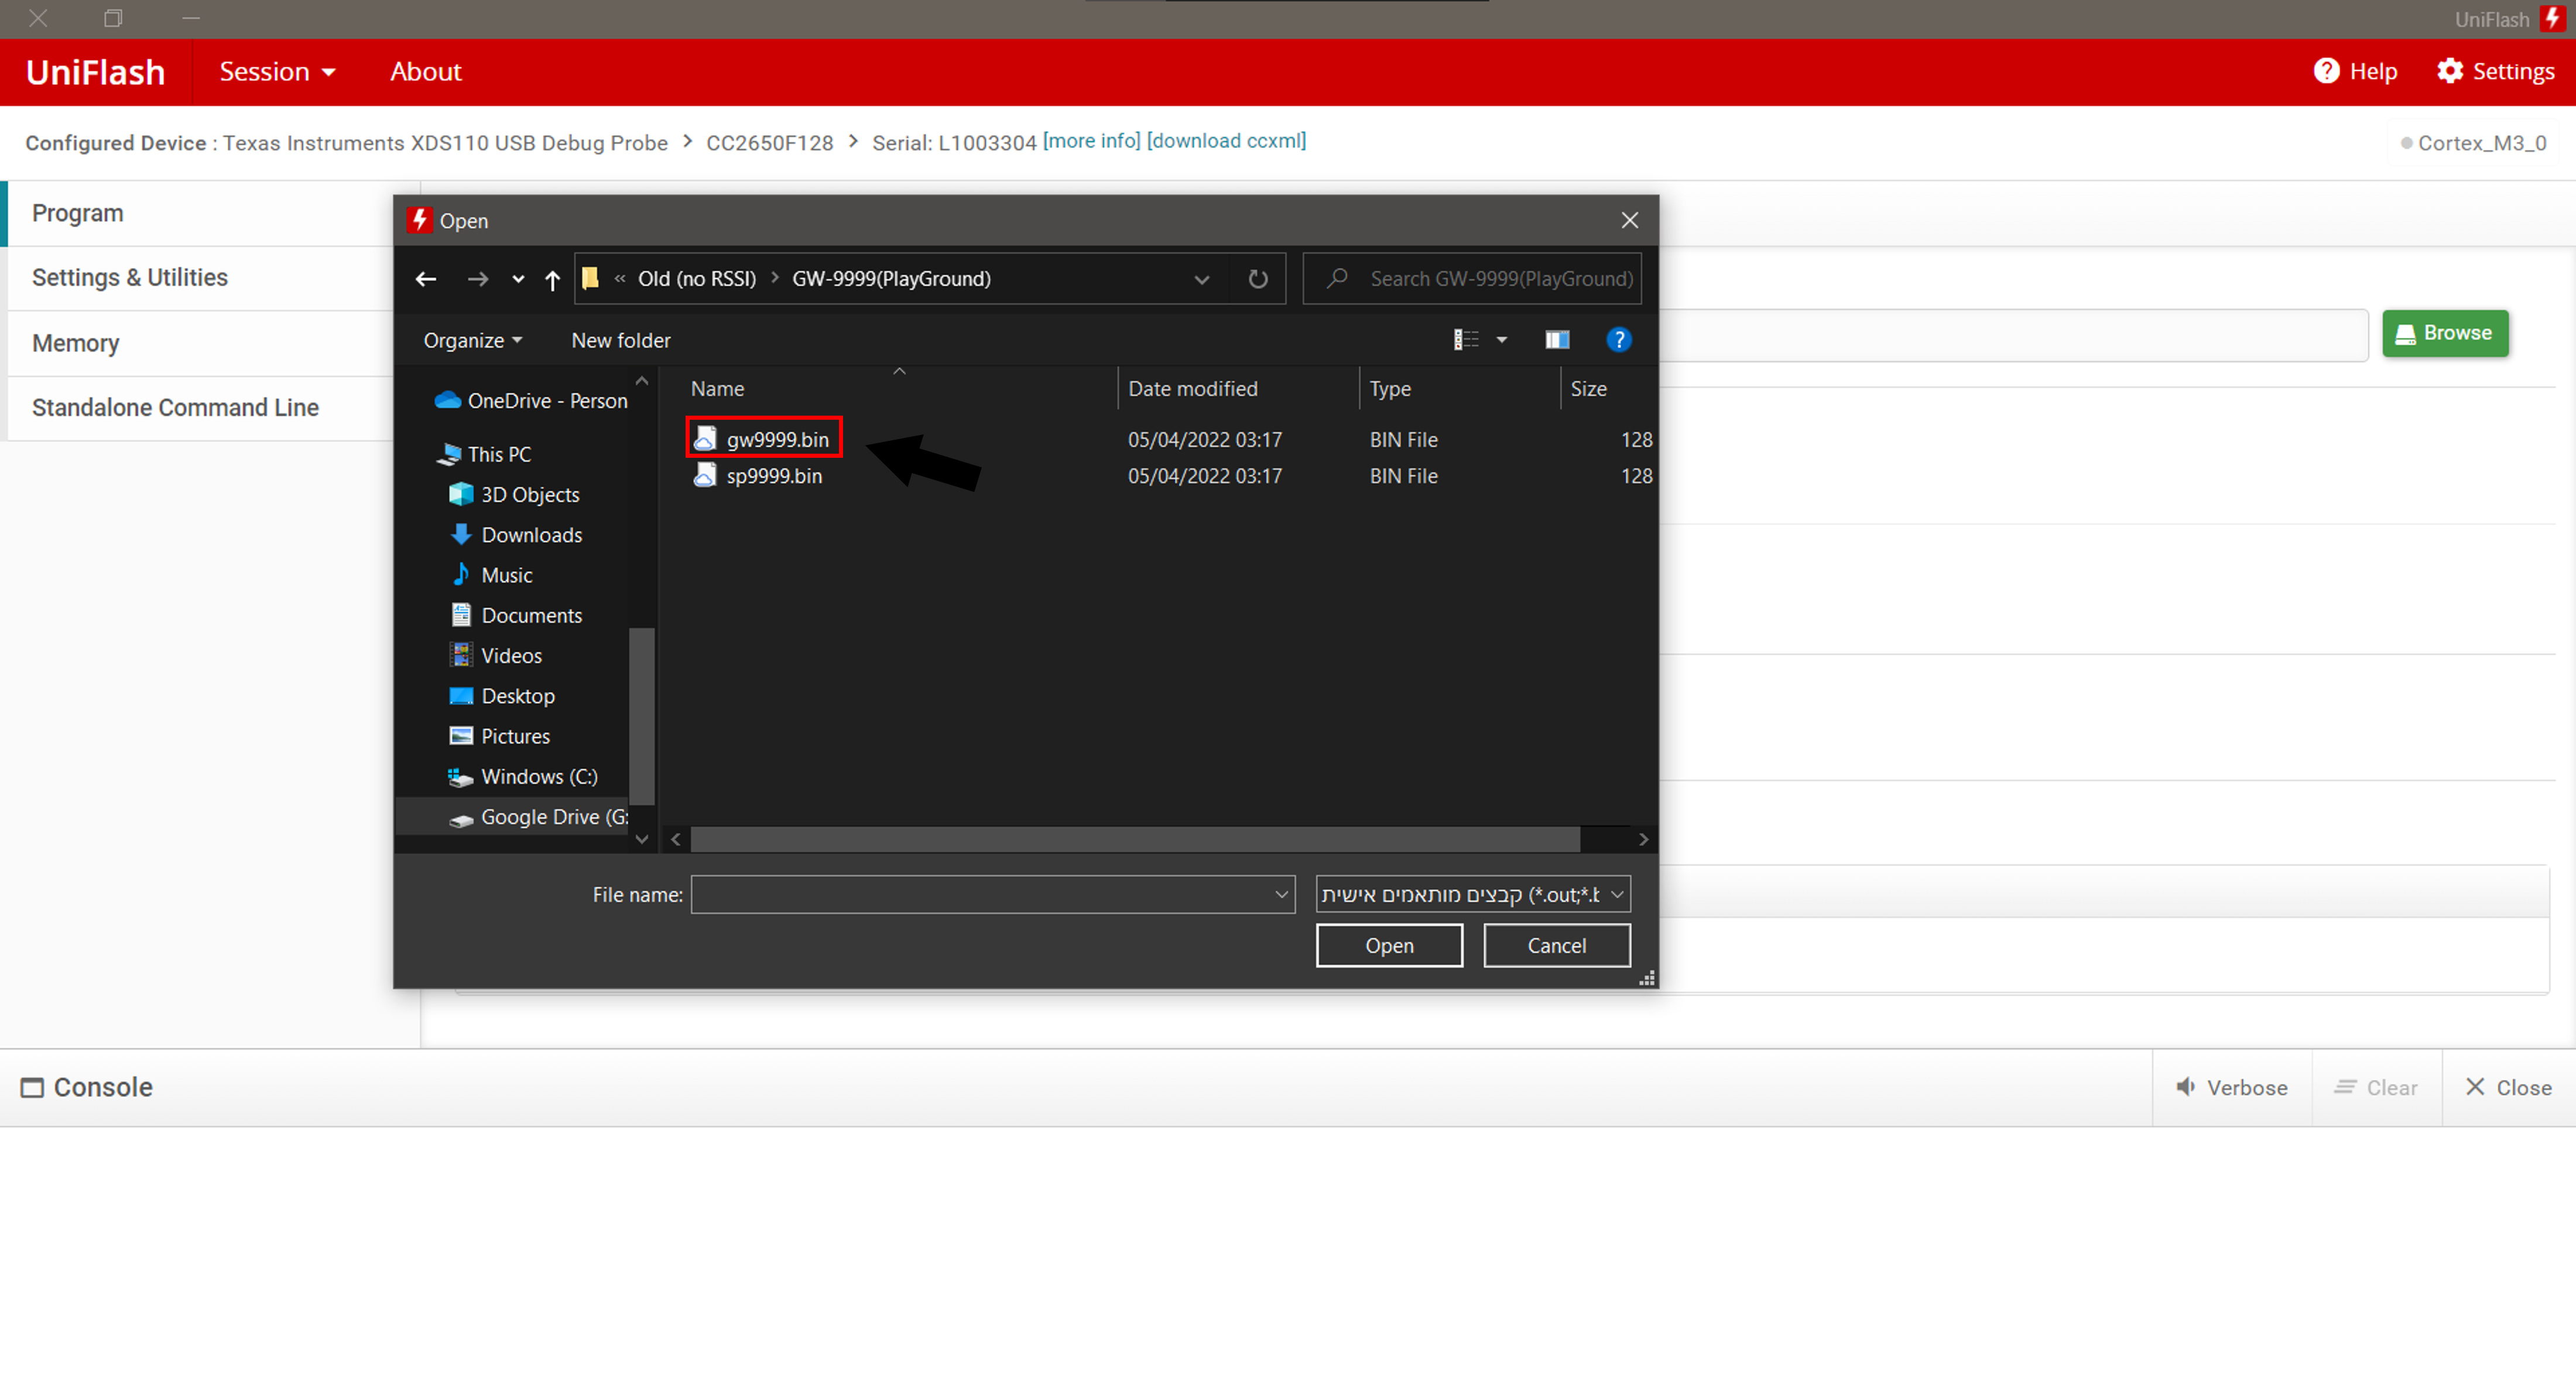 UniFlash
UniFlash Session About Help Settings
Configured Device : Texas Instruments XDS110 USB Debug Probe > CC2650F128 > Serial: L1003304 [more info] [download ccxml] Cortex_M3_0
Program
Settings & Utilities
Memory
Standalone Command Line
Browse
Open
« Old (no RSSI) > GW-9999(PlayGround) Search GW-9999(PlayGround)
Organize New folder
OneDrive - Person
This PC
3D Objects
Downloads
Music
Documents
Videos
Desktop
Pictures
Windows (C:)
Google Drive (G:
Name Date modified Type Size
gw9999.bin 05/04/2022 03:17 BIN File 128
sp9999.bin 05/04/2022 03:17 BIN File 128
File name: קבצים מותאמים אישית (*.out;*.b
Open Cancel
Console Verbose Clear Close